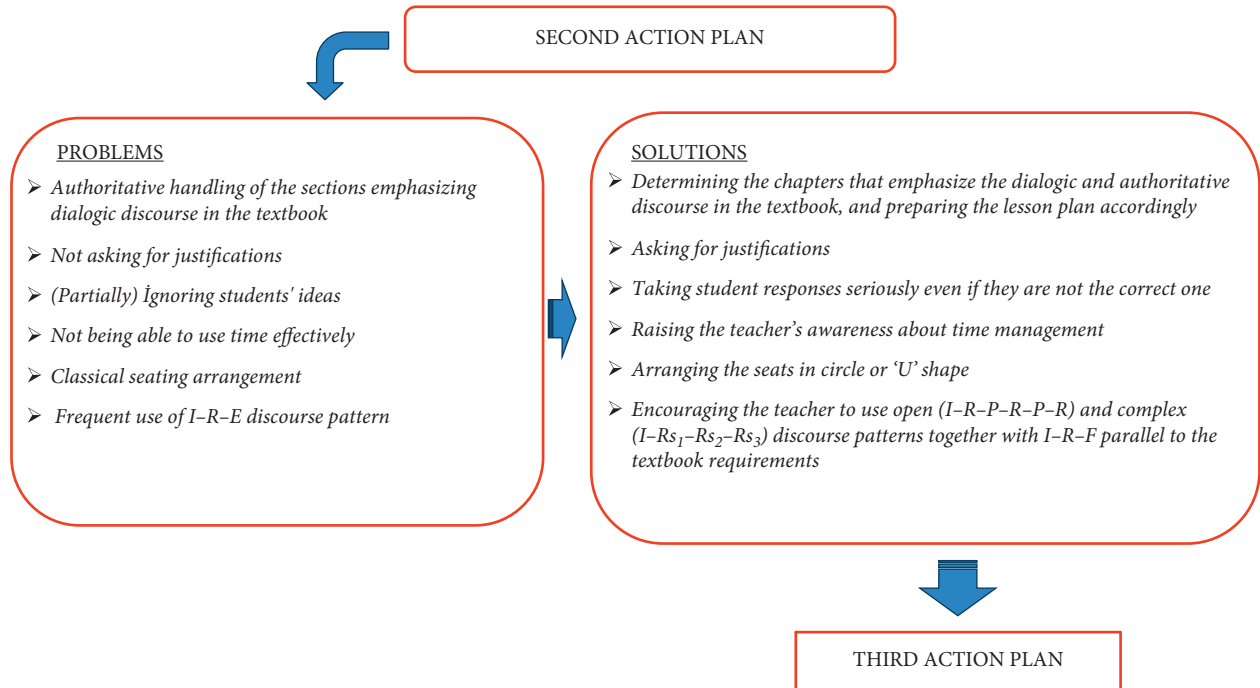 SECOND ACTION PLAN
PROBLEMS
➢ Authoritative handling of the sections emphasizing
dialogic discourse in the textbook
➢ Not asking for justifications
➢ (Partially) İgnoring students' ideas
➢ Not being able to use time effectively
➢ Classical seating arrangement
➢ Frequent use of I–R–E discourse pattern
SOLUTIONS
➢ Determining the chapters that emphasize the dialogic and authoritative
discourse in the textbook, and preparing the lesson plan accordingly
➢ Asking for justifications
➢ Taking student responses seriously even if they are not the correct one
➢ Raising the teacher’s awareness about time management
➢ Arranging the seats in circle or ‘U’ shape
➢ Encouraging the teacher to use open (I–R–P–R–P–R) and complex
(I–Rs₁–Rs₂–Rs₃) discourse patterns together with I–R–F parallel to the
textbook requirements
THIRD ACTION PLAN